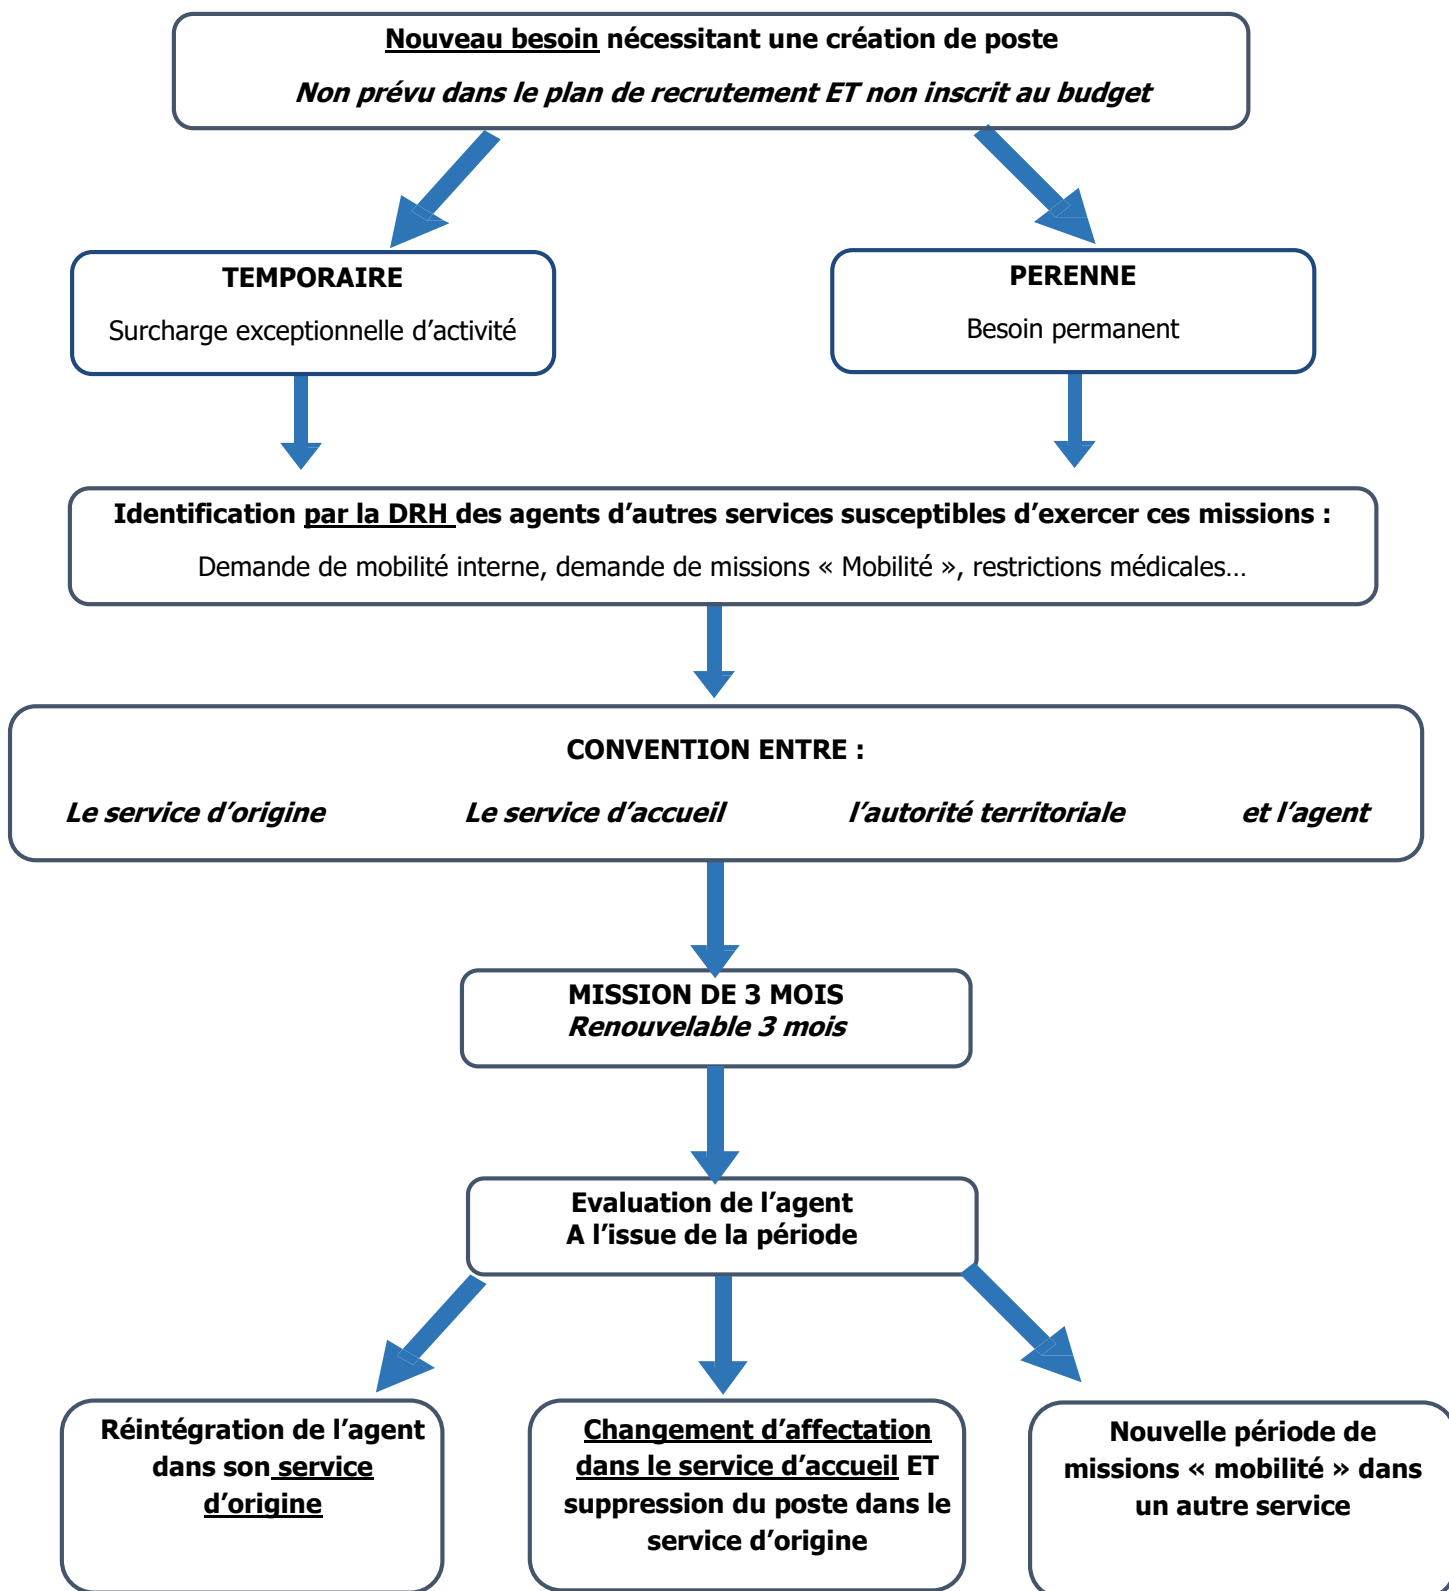 Nouveau besoin nécessitant une création de poste
Non prévu dans le plan de recrutement ET non inscrit au budget
TEMPORAIRE
Surcharge exceptionnelle d’activité
PERENNE
Besoin permanent
Identification par la DRH des agents d’autres services susceptibles d’exercer ces missions :
Demande de mobilité interne, demande de missions « Mobilité », restrictions médicales…
CONVENTION ENTRE :
Le service d’origine Le service d’accueil l’autorité territoriale et l’agent
MISSION DE 3 MOIS
Renouvelable 3 mois
Evaluation de l’agent
A l’issue de la période
Réintégration de l’agent
dans son service
d’origine
Changement d’affectation
dans le service d’accueil ET
suppression du poste dans le
service d’origine
Nouvelle période de
missions « mobilité » dans
un autre service